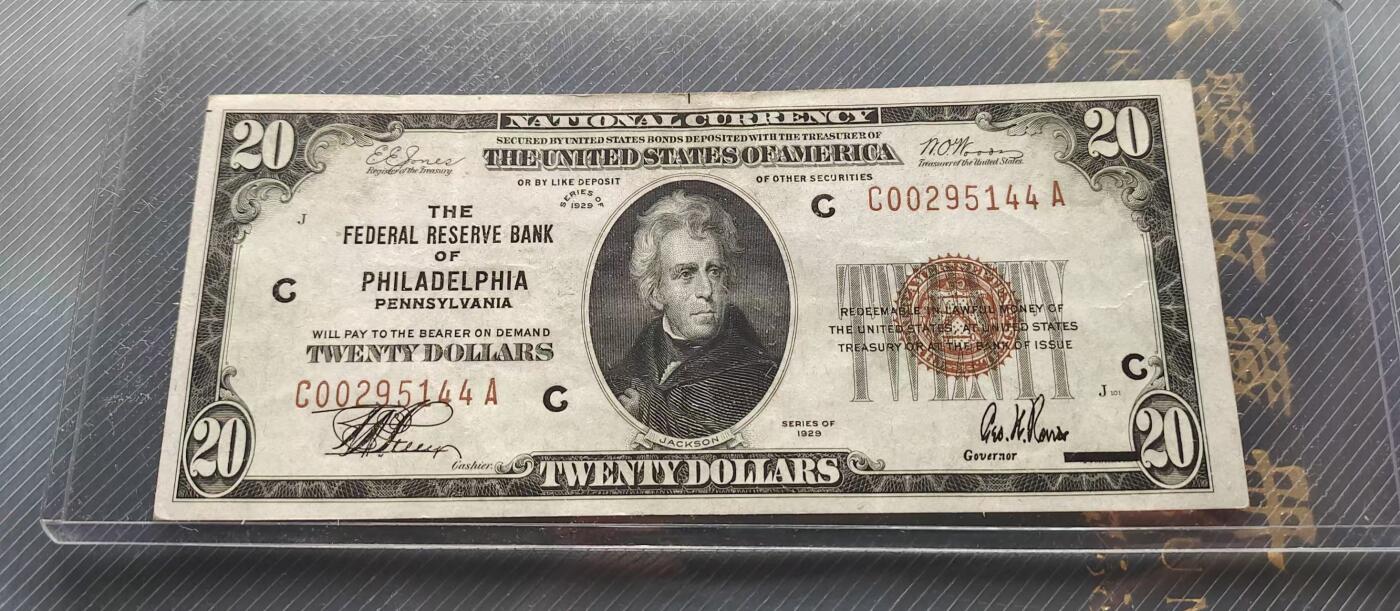 NATIONAL CURRENCY
SECURED BY UNITED STATES BONDS DEPOSITED WITH THE TREASURER OF
THE UNITED STATES OF AMERICA
OR BY LIKE DEPOSIT OF OTHER SECURITIES
20
20
E E Jones
Register of the Treasury.
W.O. Woods
Treasurer of the United States.
SERIES OF
1929
J
THE
FEDERAL RESERVE BANK
OF
PHILADELPHIA
PENNSYLVANIA
C
C00295144A
C
WILL PAY TO THE BEARER ON DEMAND
TWENTY DOLLARS
C00295144A
C
TWENTY
REDEEMABLE IN LAWFUL MONEY OF
THE UNITED STATES AT UNITED STATES
TREASURY OR AT THE BANK OF ISSUE
C
J 101
JACKSON
SERIES OF
1929
Cashier.
Governor
20
TWENTY DOLLARS
20